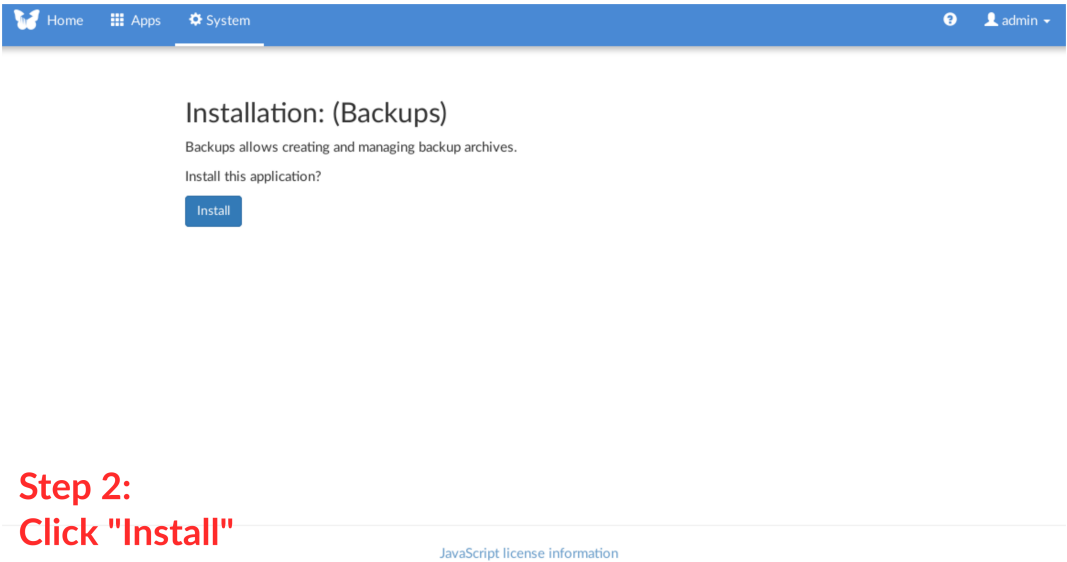 Home Apps System admin
Installation: (Backups)
Backups allows creating and managing backup archives.
Install this application?
Install
Step 2:
Click "Install"
JavaScript license information